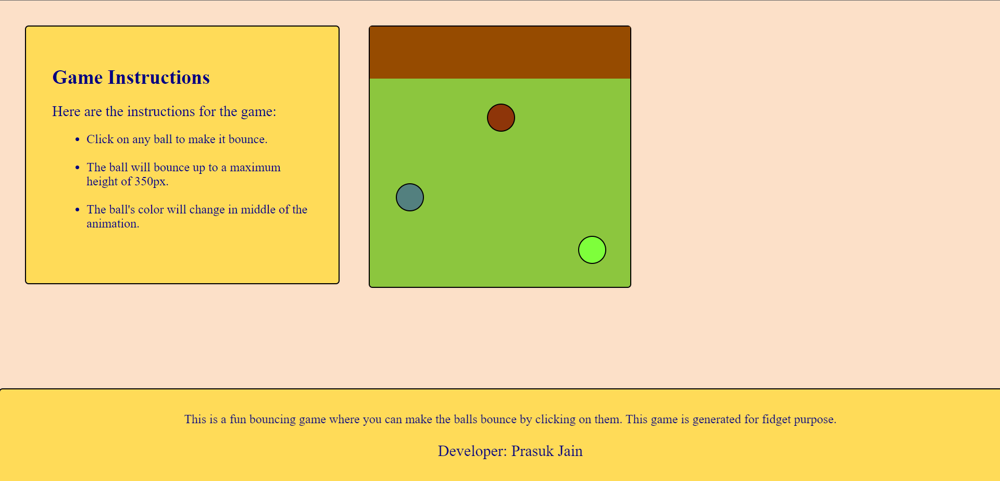 Game Instructions
Here are the instructions for the game:
• Click on any ball to make it bounce.
• The ball will bounce up to a maximum
height of 350px.
• The ball's color will change in middle of the
animation.
This is a fun bouncing game where you can make the balls bounce by clicking on them. This game is generated for fidget purpose.
Developer: Prasuk Jain